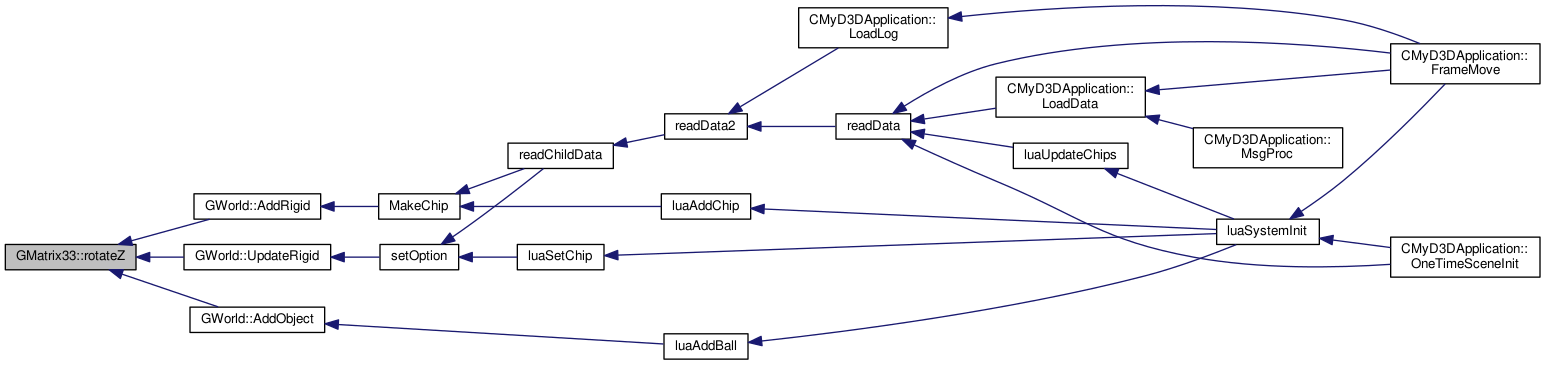 CMyD3DApplication::
LoadLog
CMyD3DApplication::
FrameMove
CMyD3DApplication::
LoadData
readData2
readData
CMyD3DApplication::
MsgProc
readChildData
luaUpdateChips
GWorld::AddRigid
MakeChip
luaAddChip
luaSystemInit
GMatrix33::rotateZ
GWorld::UpdateRigid
setOption
luaSetChip
CMyD3DApplication::
OneTimeSceneInit
GWorld::AddObject
luaAddBall